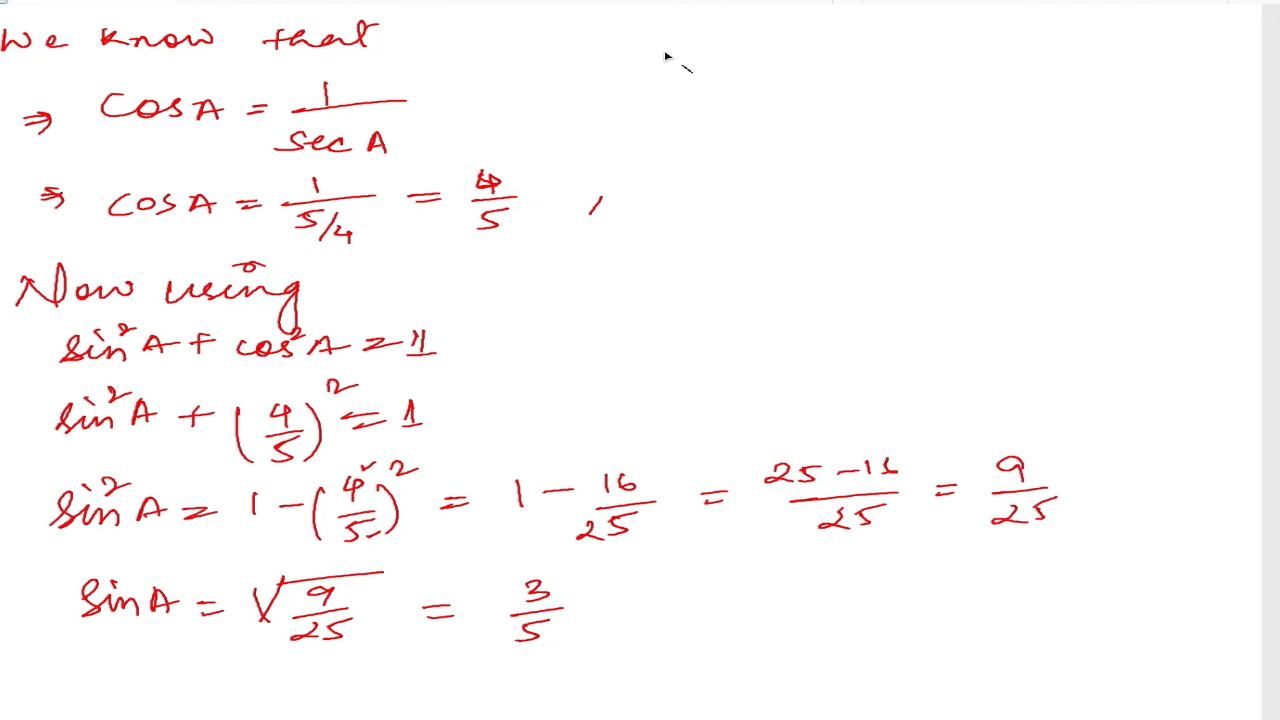 We know that
⇒ cos A = 1/sec A
⇒ cos A = 1/(5/4) = 4/5 ,
Now using
sin²A + cos²A = 1
sin²A + (4/5)² = 1
sin²A = 1 - (4/5)² = 1 - 16/25 = (25 - 16)/25 = 9/25
sin A = √(9/25) = 3/5